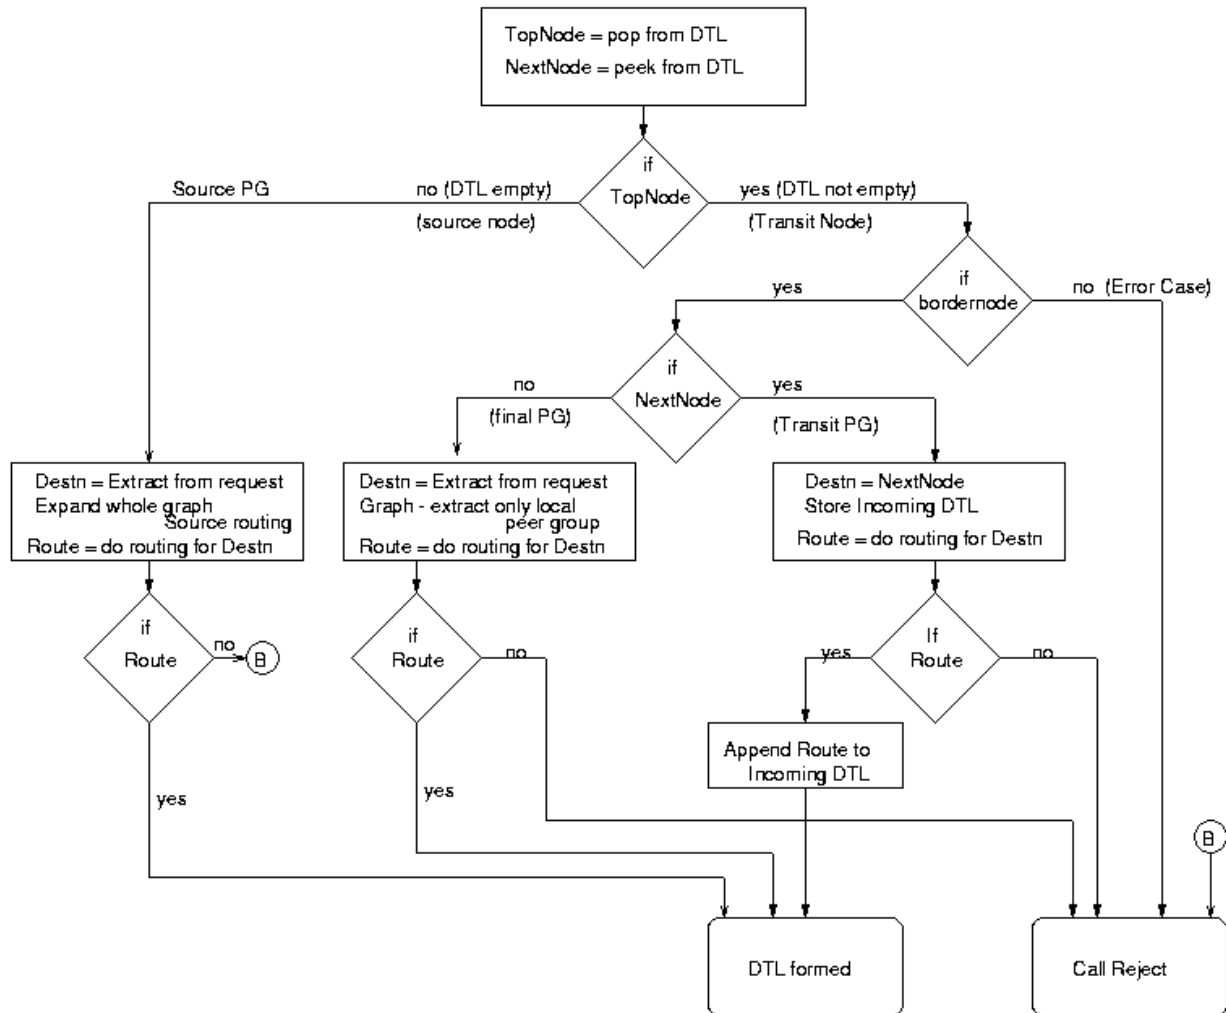 TopNode = pop from DTL
NextNode = peek from DTL
if
TopNode
Source PG
no (DTL empty)
(source node)
yes (DTL not empty)
(Transit Node)
if
bordernode
yes
no (Error Case)
if
NextNode
no
(final PG)
yes
(Transit PG)
Destn = Extract from request
Expand whole graph
Source routing
Route = do routing for Destn
Destn = Extract from request
Graph - extract only local
peer group
Route = do routing for Destn
Destn = NextNode
Store Incoming DTL
Route = do routing for Destn
if
Route
no
B
if
Route
no
If
Route
yes
no
Append Route to
Incoming DTL
yes
yes
B
DTL formed
Call Reject